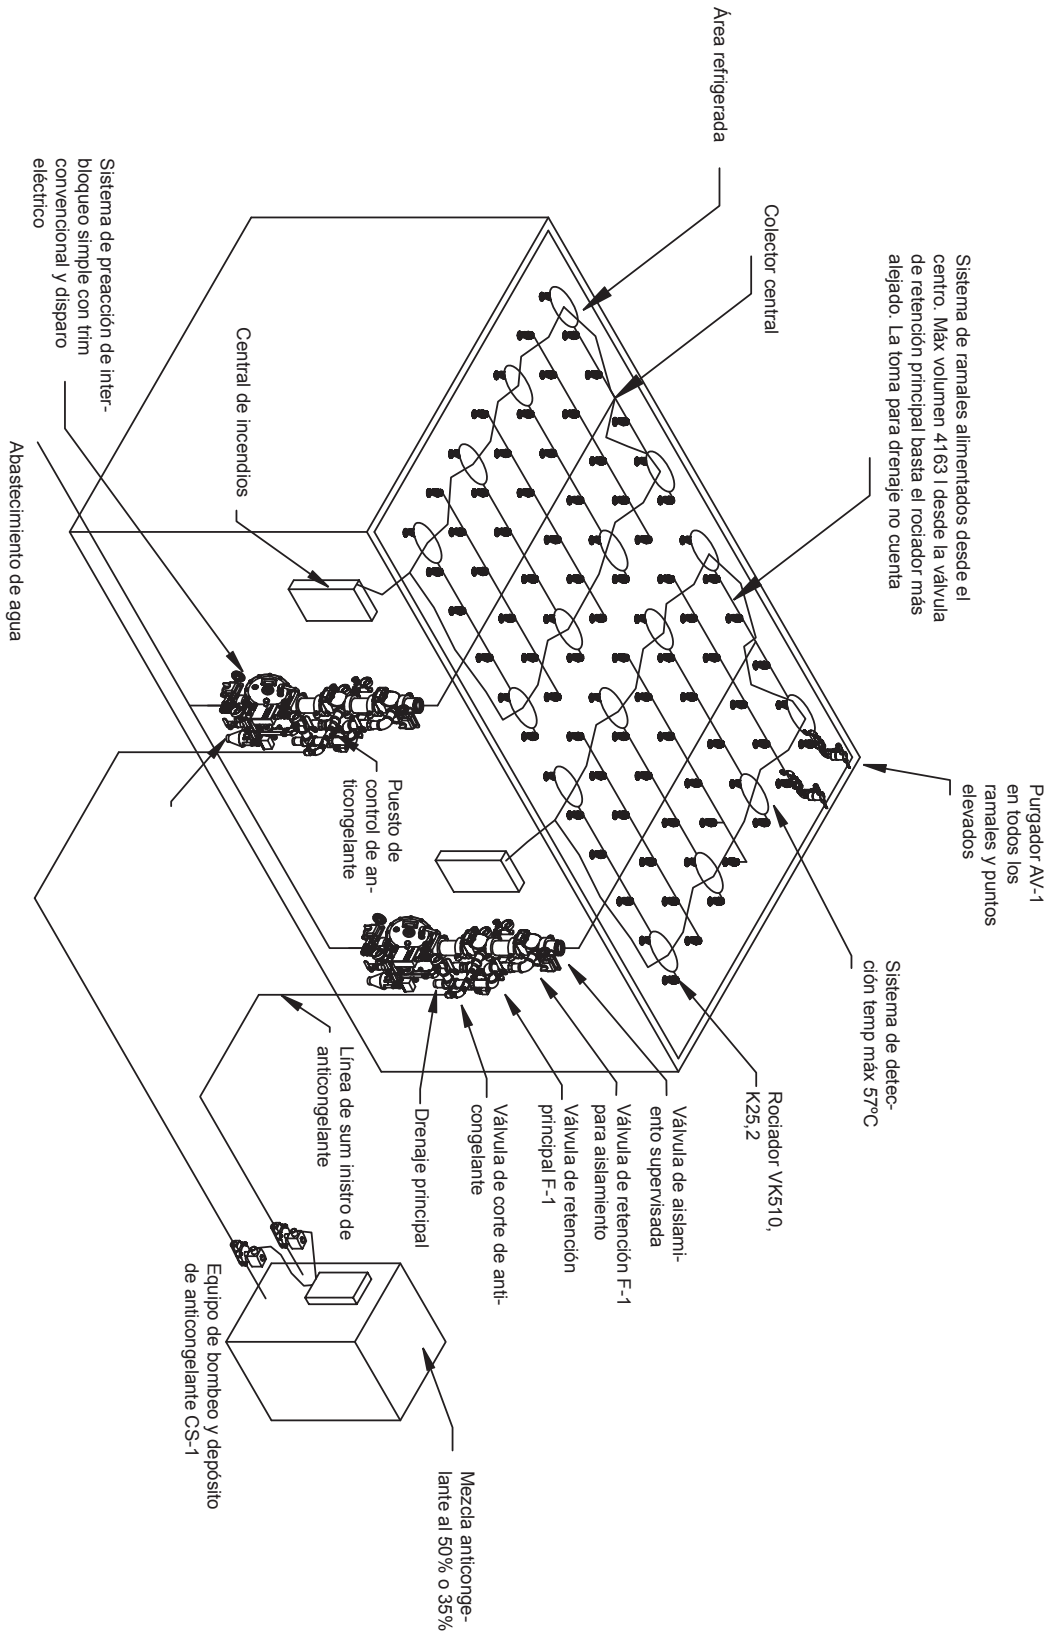 Área refrigerada
Colector central
Sistema de ramales alimentados desde el
centro. Máx volumen 4163 l desde la válvula
de retención principal basta el rociador más
alejado. La toma para drenaje no cuenta
Purgador AV-1
en todos los
ramales y puntos
elevados
Sistema de detec-
ción temp máx 57ºC
Rociador VK510,
K25,2
Válvula de aislami-
ento supervisada
Válvula de retención F-1
para aislamiento
Válvula de retención
principal F-1
Válvula de corte de anti-
congelante
Drenaje principal
Línea de sum inistro de
anticongelante
Mezcla anticonge-
lante al 50% o 35%
Equipo de bombeo y depósito
de anticongelante CS-1
Puesto de
control de an-
ticongelante
Central de incendios
Sistema de preacción de inter-
bloqueo simple con trim
convencional y disparo
eléctrico
Abastecimiento de agua